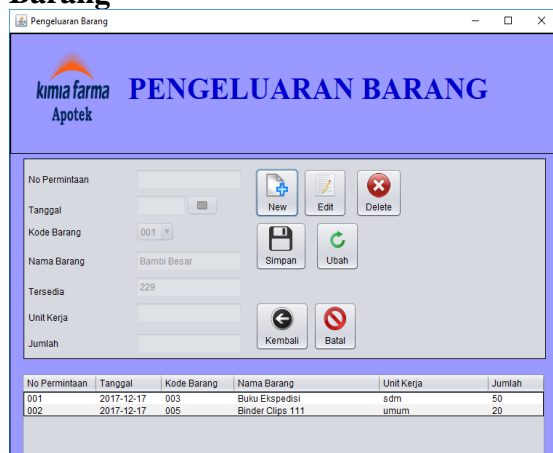 Barang
Pengeluaran Barang
kimia farma
Apotek
PENGELUARAN BARANG
No Permintaan
Tanggal
Kode Barang 001
Nama Barang Bambi Besar
Tersedia 229
Unit Kerja
Jumlah
New Edit Delete
Simpan Ubah
Kembali Batal
No Permintaan Tanggal Kode Barang Nama Barang Unit Kerja Jumlah
001 2017-12-17 003 Buku Ekspedisi sdm 50
002 2017-12-17 005 Binder Clips 111 umum 20